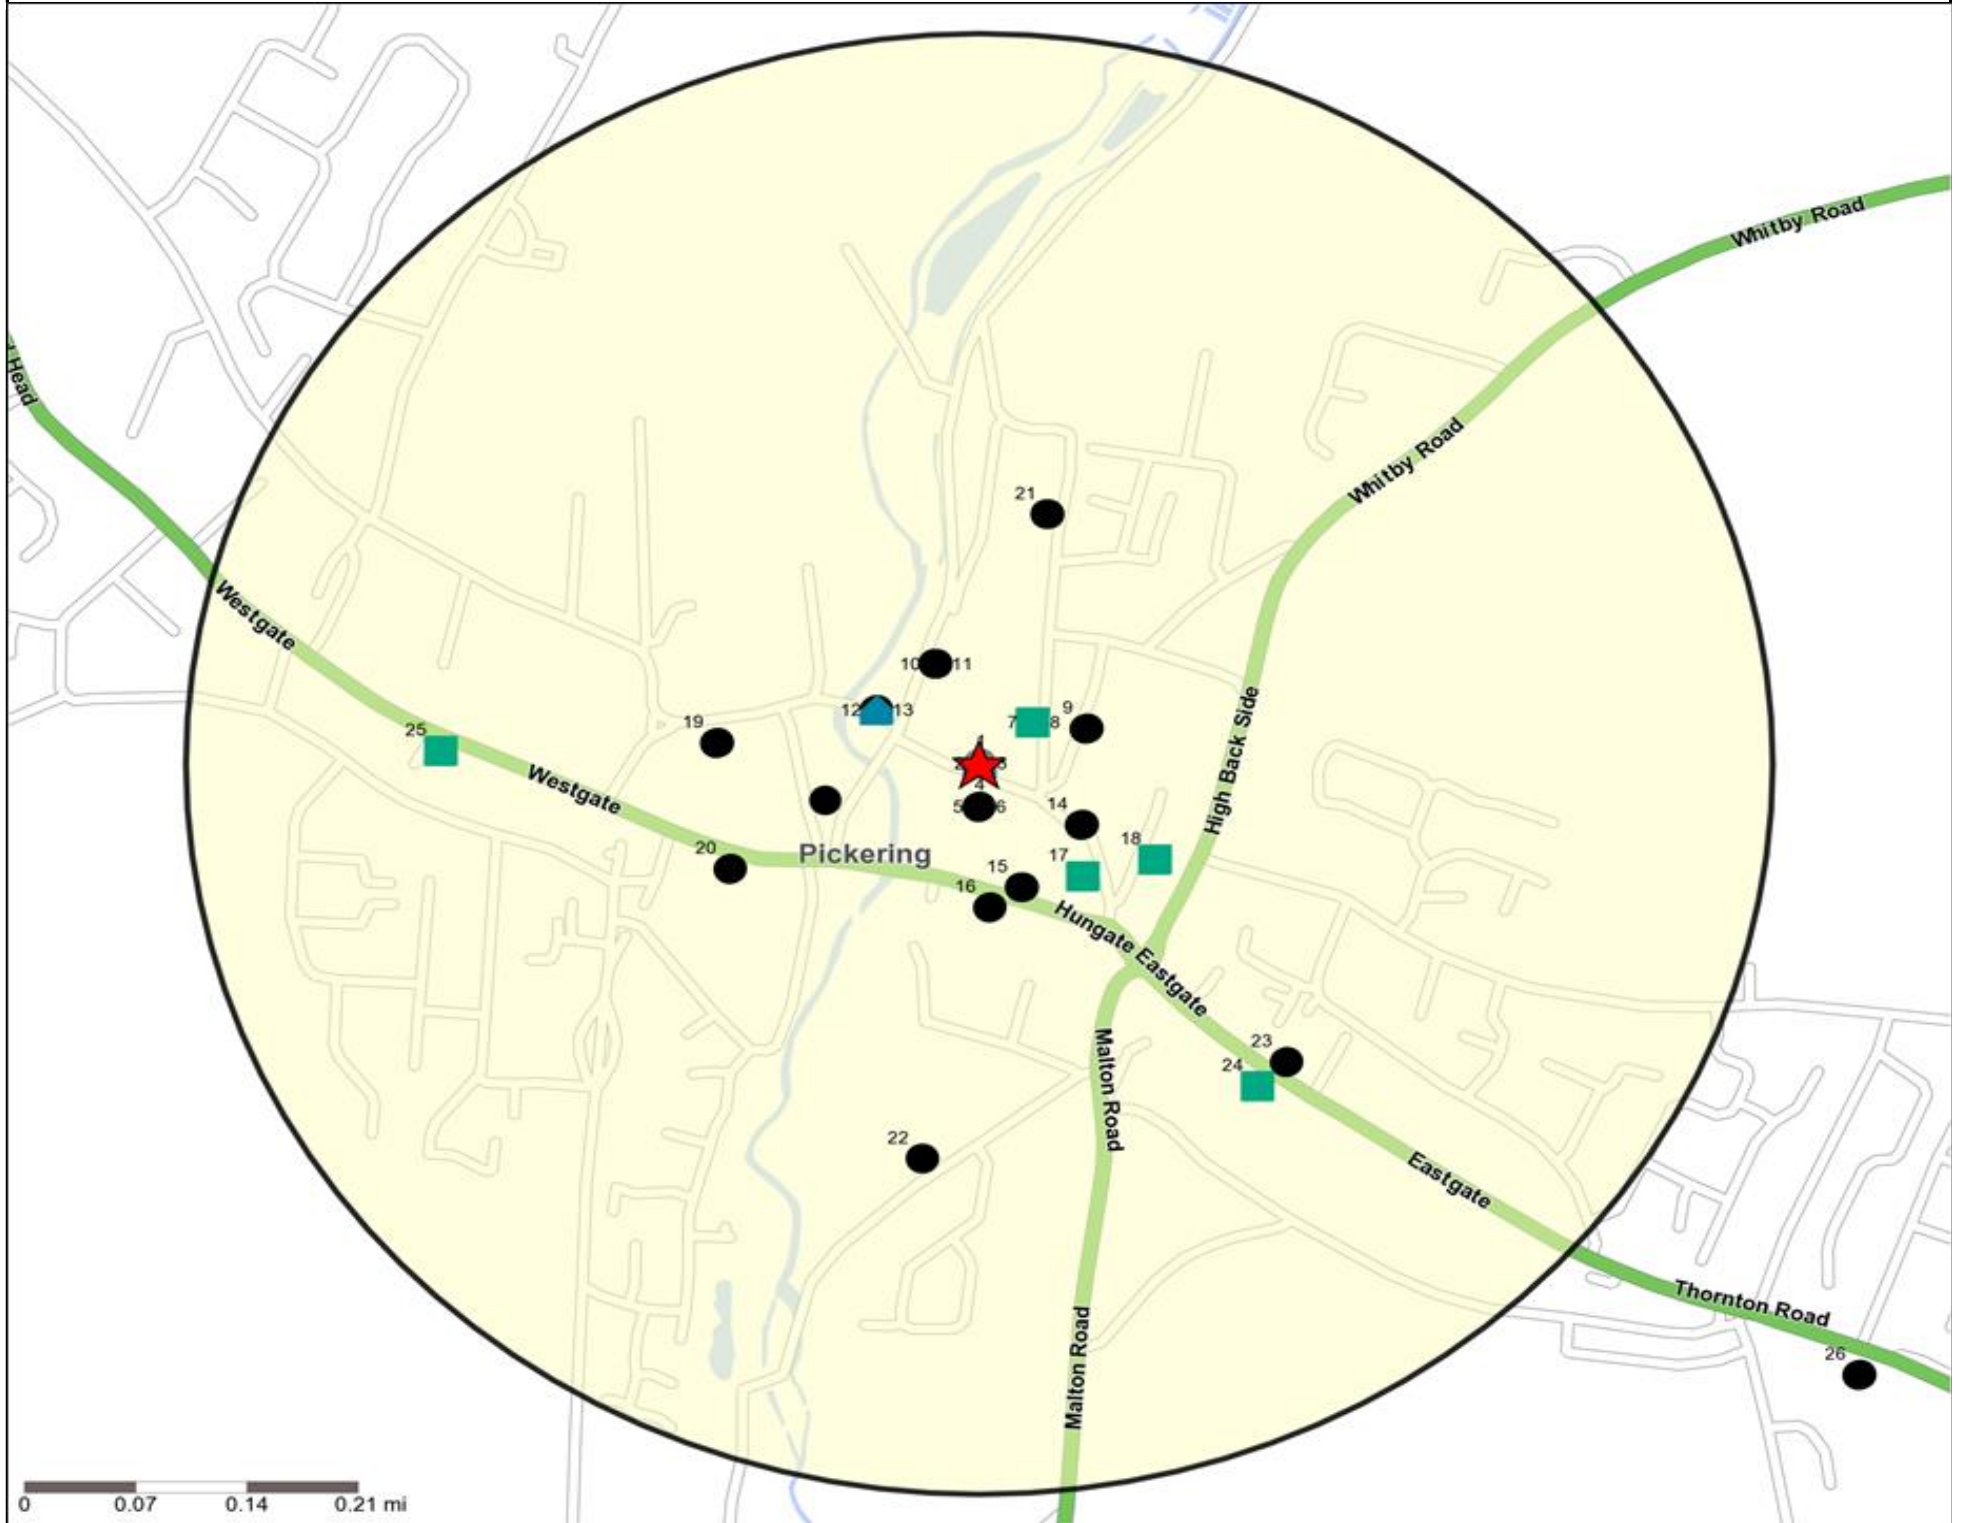 Whitby Road
Head
Whitby Road
21
Westgate
10 11
12 13
High Back Side
9
7 8
19
25
Westgate
4
5 6
14
18
20
Pickering
17
15
16
Hungate Eastgate
Malton Road
23
24
22
Eastgate
Thornton Road
Malton Road
26
0 0.07 0.14 0.21 mi